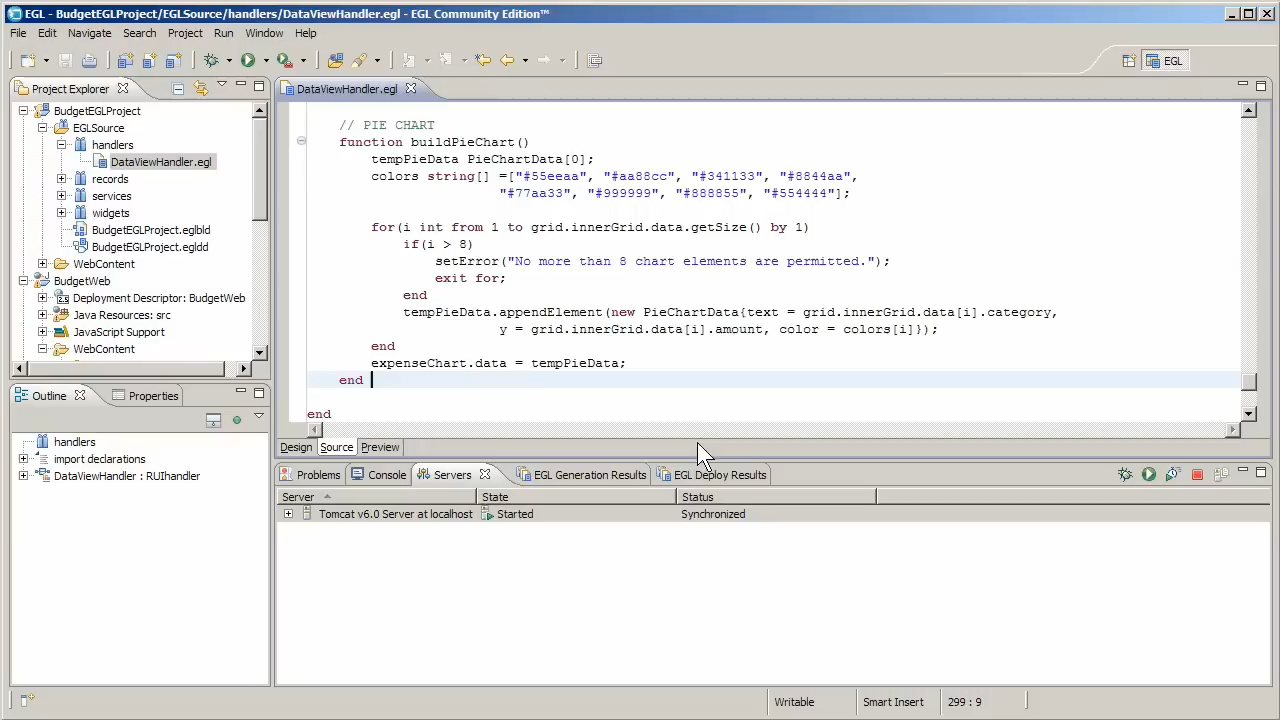 EGL - BudgetEGLProject/EGLSource/handlers/DataViewHandler.egl - EGL Community Edition™
File Edit Navigate Search Project Run Window Help
EGL
Project Explorer
BudgetEGLProject
EGLSource
handlers
DataViewHandler.egl
records
services
widgets
BudgetEGLProject.eglbld
BudgetEGLProject.egldd
WebContent
BudgetWeb
Deployment Descriptor: BudgetWeb
Java Resources: src
JavaScript Support
WebContent
Outline Properties
handlers
import declarations
DataViewHandler : RUIhandler
DataViewHandler.egl
// PIE CHART
function buildPieChart()
tempPieData PieChartData[0];
colors string[] =["#55eeaa", "#aa88cc", "#341133", "#8844aa",
"#77aa33", "#999999", "#888855", "#554444"];
for(i int from 1 to grid.innerGrid.data.getSize() by 1)
if(i > 8)
setError("No more than 8 chart elements are permitted.");
exit for;
end
tempPieData.appendElement(new PieChartData{text = grid.innerGrid.data[i].category,
y = grid.innerGrid.data[i].amount, color = colors[i]});
end
expenseChart.data = tempPieData;
end
end
Design Source Preview
Problems Console Servers EGL Generation Results EGL Deploy Results
Server State Status
Tomcat v6.0 Server at localhost Started Synchronized
Writable Smart Insert 299 : 9